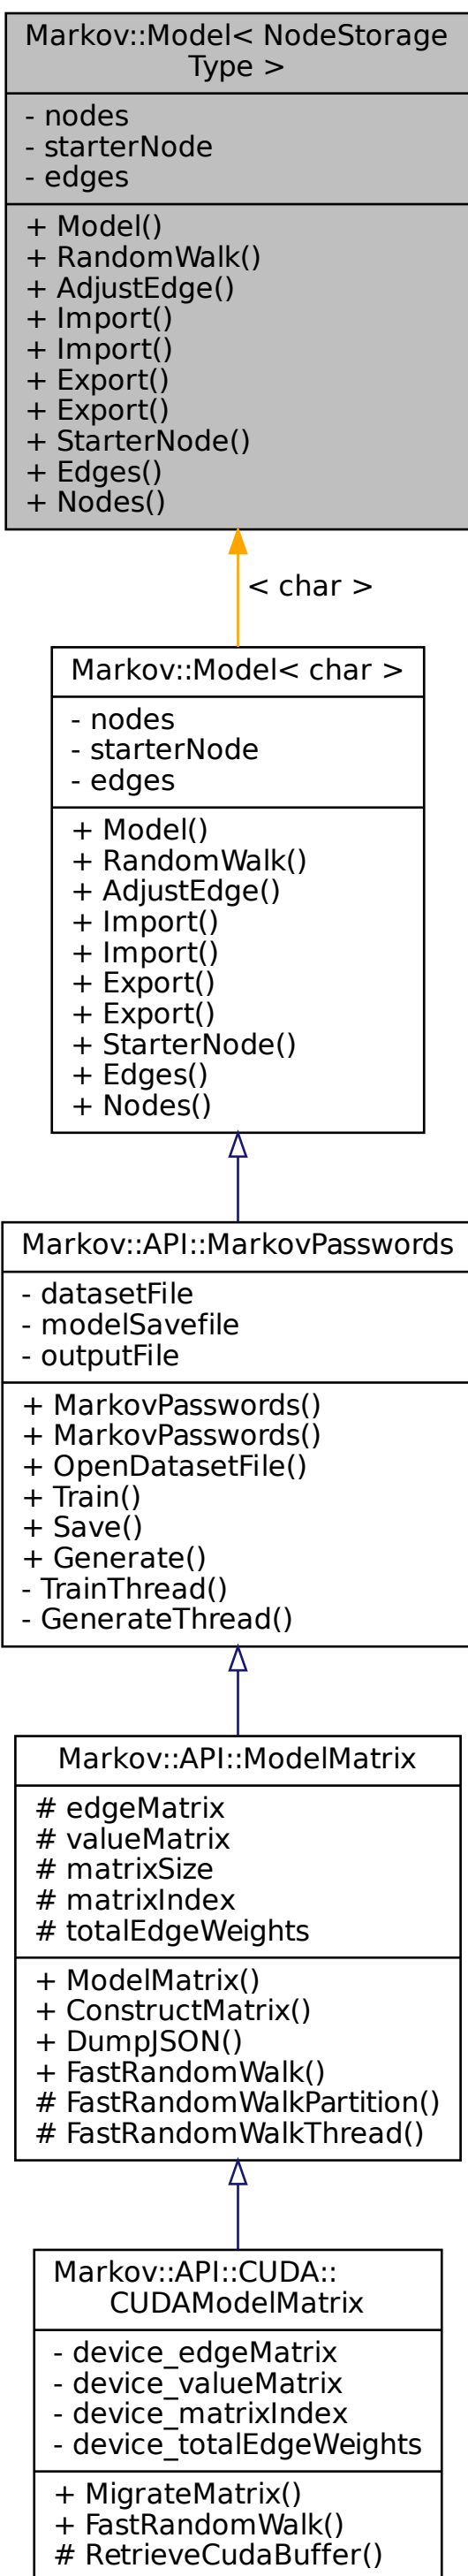 Markov::Model< NodeStorage
Type >
- nodes
- starterNode
- edges
+ Model()
+ RandomWalk()
+ AdjustEdge()
+ Import()
+ Import()
+ Export()
+ Export()
+ StarterNode()
+ Edges()
+ Nodes()
< char >
Markov::Model< char >
- nodes
- starterNode
- edges
+ Model()
+ RandomWalk()
+ AdjustEdge()
+ Import()
+ Import()
+ Export()
+ Export()
+ StarterNode()
+ Edges()
+ Nodes()
Markov::API::MarkovPasswords
- datasetFile
- modelSavefile
- outputFile
+ MarkovPasswords()
+ MarkovPasswords()
+ OpenDatasetFile()
+ Train()
+ Save()
+ Generate()
- TrainThread()
- GenerateThread()
Markov::API::ModelMatrix
# edgeMatrix
# valueMatrix
# matrixSize
# matrixIndex
# totalEdgeWeights
+ ModelMatrix()
+ ConstructMatrix()
+ DumpJSON()
+ FastRandomWalk()
# FastRandomWalkPartition()
# FastRandomWalkThread()
Markov::API::CUDA::
CUDAModelMatrix
- device_edgeMatrix
- device_valueMatrix
- device_matrixIndex
- device_totalEdgeWeights
+ MigrateMatrix()
+ FastRandomWalk()
# RetrieveCudaBuffer()